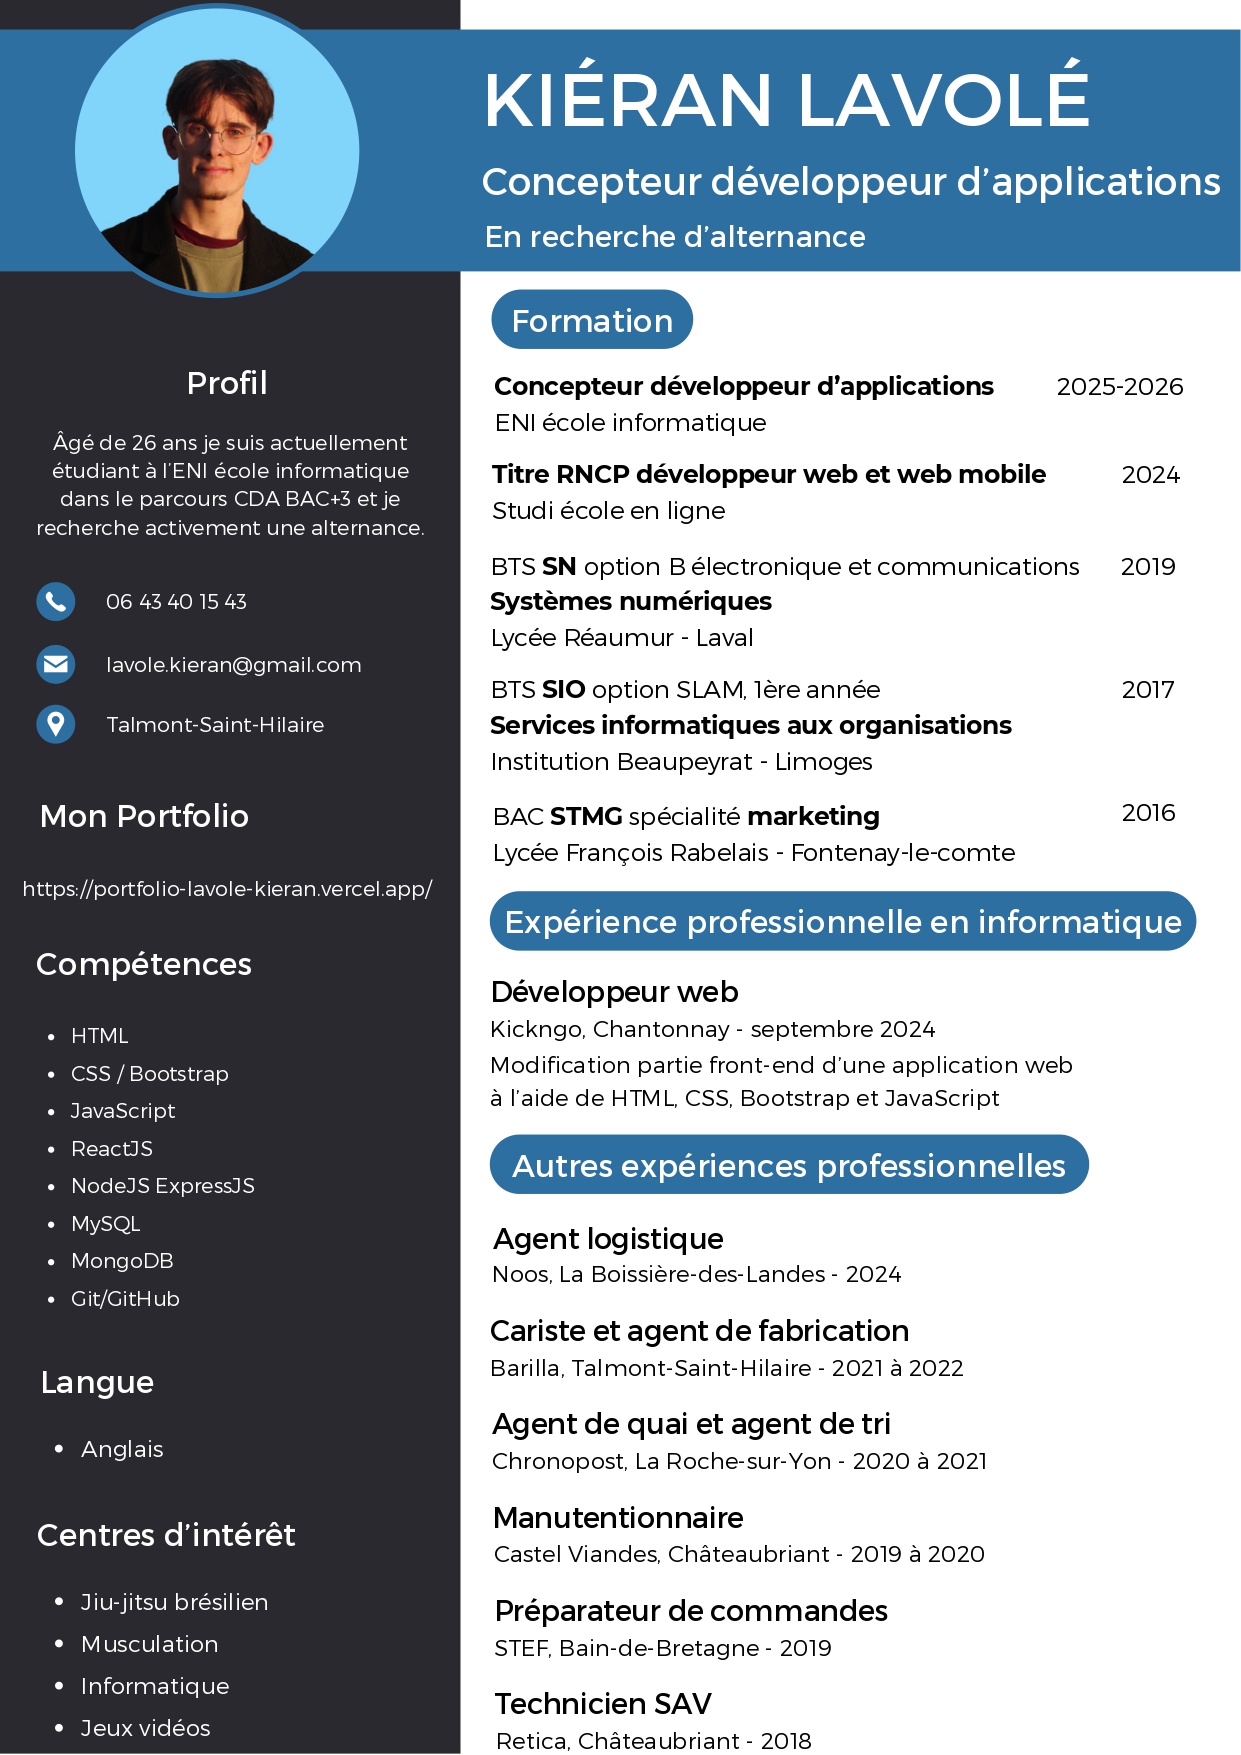 KIÉRAN LAVOLÉ
Concepteur développeur d’applications
En recherche d’alternance
Profil
Âgé de 26 ans je suis actuellement
étudiant à l’ENI école informatique
dans le parcours CDA BAC+3 et je
recherche activement une alternance.
06 43 40 15 43
lavole.kieran@gmail.com
Talmont-Saint-Hilaire
Mon Portfolio
https://portfolio-lavole-kieran.vercel.app/
Compétences
• HTML
• CSS / Bootstrap
• JavaScript
• ReactJS
• NodeJS ExpressJS
• MySQL
• MongoDB
• Git/GitHub
Langue
• Anglais
Centres d’intérêt
• Jiu-jitsu brésilien
• Musculation
• Informatique
• Jeux vidéos
Formation
Concepteur développeur d’applications 2025-2026
ENI école informatique
Titre RNCP développeur web et web mobile 2024
Studi école en ligne
BTS SN option B électronique et communications 2019
Systèmes numériques
Lycée Réaumur - Laval
BTS SIO option SLAM, 1ère année 2017
Services informatiques aux organisations
Institution Beaupeyrat - Limoges
BAC STMG spécialité marketing 2016
Lycée François Rabelais - Fontenay-le-comte
Expérience professionnelle en informatique
Développeur web
Kickngo, Chantonnay - septembre 2024
Modification partie front-end d’une application web
à l’aide de HTML, CSS, Bootstrap et JavaScript
Autres expériences professionnelles
Agent logistique
Noos, La Boissière-des-Landes - 2024
Cariste et agent de fabrication
Barilla, Talmont-Saint-Hilaire - 2021 à 2022
Agent de quai et agent de tri
Chronopost, La Roche-sur-Yon - 2020 à 2021
Manutentionnaire
Castel Viandes, Châteaubriant - 2019 à 2020
Préparateur de commandes
STEF, Bain-de-Bretagne - 2019
Technicien SAV
Retica, Châteaubriant - 2018